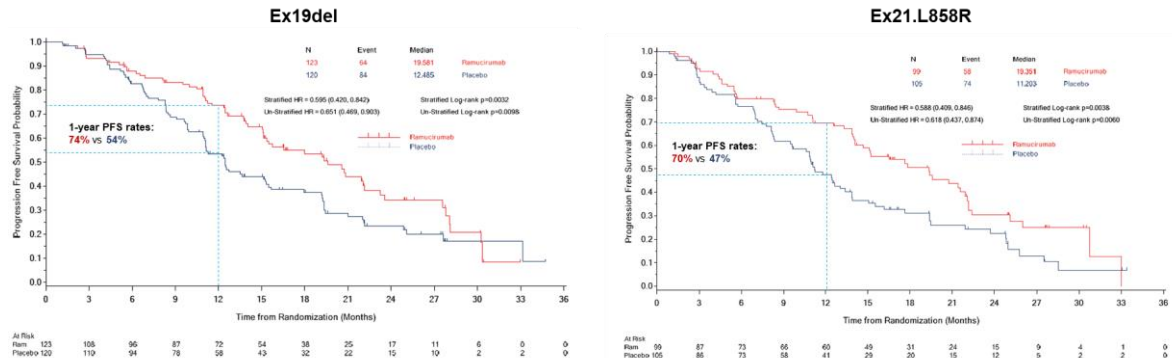 Ex19del
N Event Median
123 64 19.581 Ramucirumab
120 84 12.485 Placebo
Stratified HR = 0.595 (0.420, 0.842) Stratified Log-rank p=0.0032
Un-Stratified HR = 0.651 (0.469, 0.903) Un-Stratified Log-rank p=0.0098
1-year PFS rates:
74% vs 54%
Ramucirumab
Placebo
Progression Free Survival Probability
1.0
0.9
0.8
0.7
0.6
0.5
0.4
0.3
0.2
0.1
0.0
0 3 6 9 12 15 18 21 24 27 30 33 36
Time from Randomization (Months)
At Risk
Ram 123 108 96 87 72 54 38 25 17 11 6 0 0
Placebo 120 110 94 78 58 43 32 22 15 10 2 2 0
Ex21.L858R
N Event Median
99 58 19.351 Ramucirumab
105 74 11.203 Placebo
Stratified HR = 0.588 (0.409, 0.846) Stratified Log-rank p=0.0038
Un-Stratified HR = 0.618 (0.437, 0.874) Un-Stratified Log-rank p=0.0060
1-year PFS rates:
70% vs 47%
Ramucirumab
Placebo
Progression Free Survival Probability
1.0
0.9
0.8
0.7
0.6
0.5
0.4
0.3
0.2
0.1
0.0
0 3 6 9 12 15 18 21 24 27 30 33 36
Time from Randomization (Months)
At Risk
Ram 99 87 73 66 60 49 31 24 15 9 4 1 0
Placebo 105 86 73 58 41 29 20 15 12 9 2 2 0